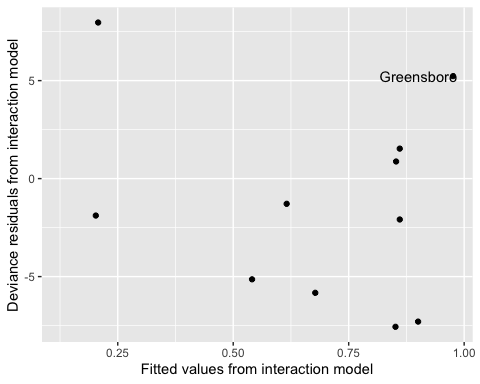 Deviance residuals from interaction model
5
0
-5
Greensboro
0.25 0.50 0.75 1.00
Fitted values from interaction model